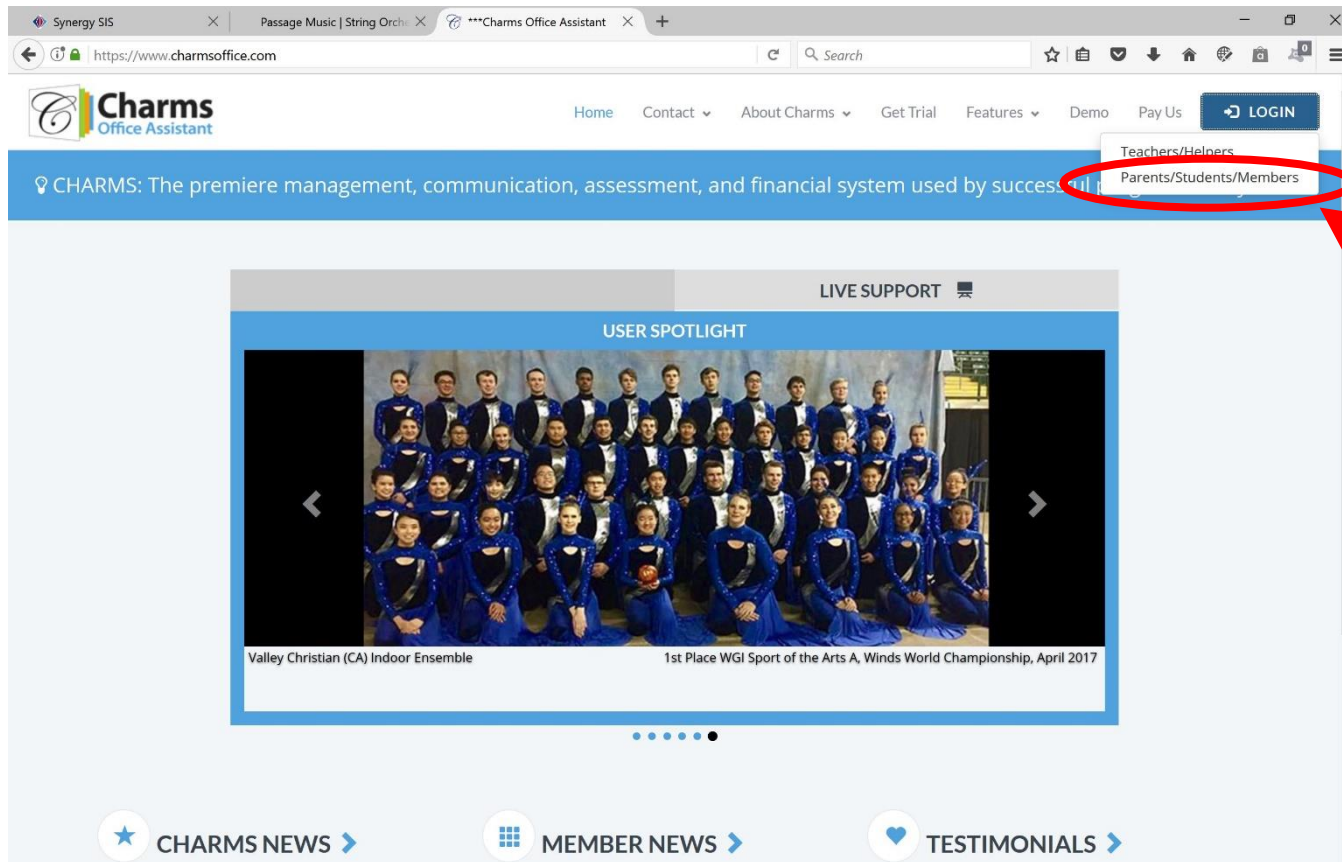 Synergy SIS
Passage Music | String Orche
***Charms Office Assistant
https://www.charmsoffice.com
Search
0
Charms
Office Assistant
Home
Contact
About Charms
Get Trial
Features
Demo
Pay Us
LOGIN
Teachers/Helpers
Parents/Students/Members
CHARMS: The premiere management, communication, assessment, and financial system used by successful
LIVE SUPPORT
USER SPOTLIGHT
Valley Christian (CA) Indoor Ensemble
1st Place WGI Sport of the Arts A, Winds World Championship, April 2017
CHARMS NEWS
MEMBER NEWS
TESTIMONIALS